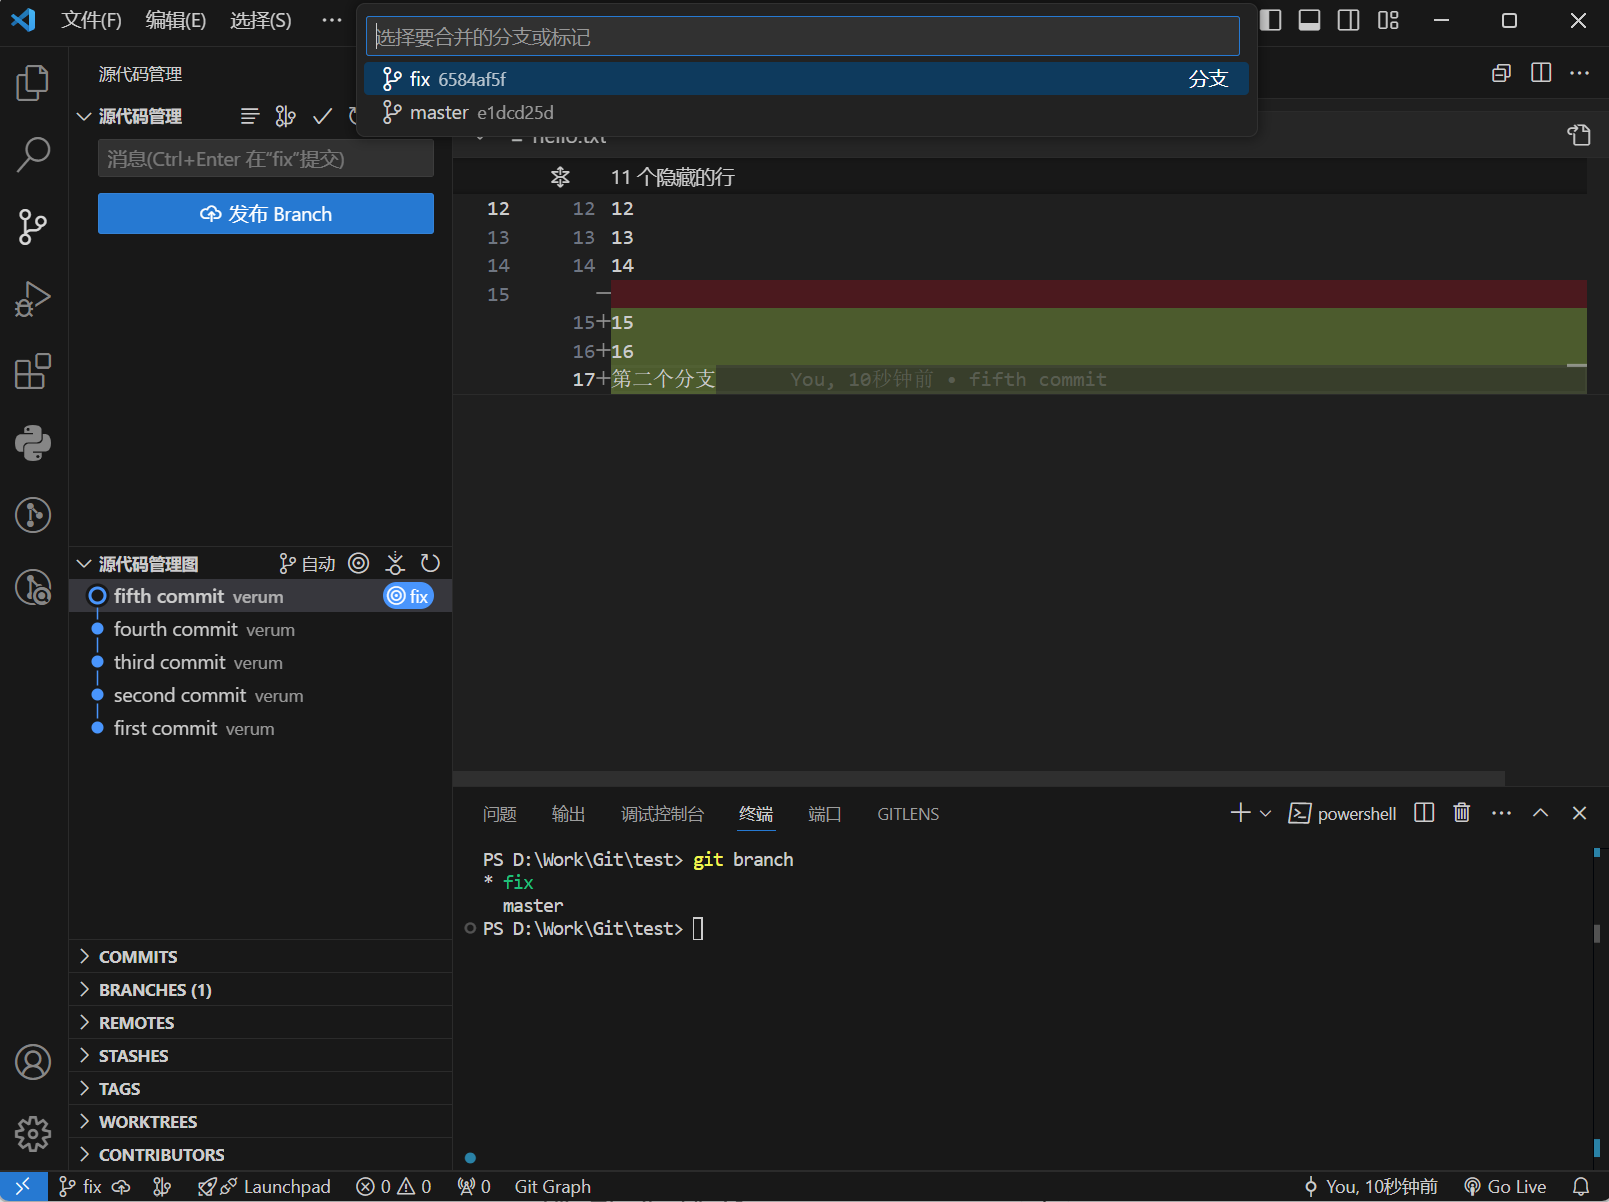 文件(F) 编辑(E) 选择(S) ···
选择要合并的分支或标记
fix 6584af5f 分支
master e1dcd25d
源代码管理
源代码管理
消息(Ctrl+Enter 在“fix”提交)
发布 Branch
hello.txt
11 个隐藏的行
12 12 12
13 13 13
14 14 14
15 —
15+15
16+16
17+第二个分支 You, 10秒钟前 • fifth commit
源代码管理图 自动
fifth commit verum fix
fourth commit verum
third commit verum
second commit verum
first commit verum
COMMITS
BRANCHES (1)
REMOTES
STASHES
TAGS
WORKTREES
CONTRIBUTORS
问题 输出 调试控制台 终端 端口 GITLENS
powershell
PS D:\Work\Git\test> git branch
* fix
master
PS D:\Work\Git\test>
fix Launchpad 0 0 0 Git Graph You, 10秒钟前 Go Live